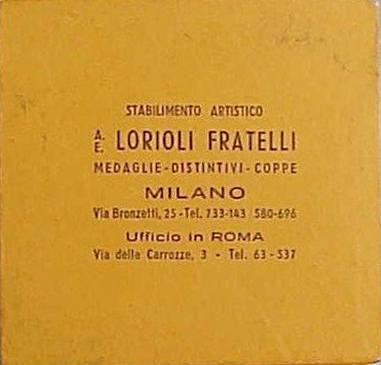 STABILIMENTO ARTISTICO
A.E. LORIOLI FRATELLI
MEDAGLIE - DISTINTIVI - COPPE
MILANO
Via Bronzetti, 25 - Tel. 733-143 580-696
Ufficio in ROMA
Via delle Carrozze, 3 - Tel. 63-537